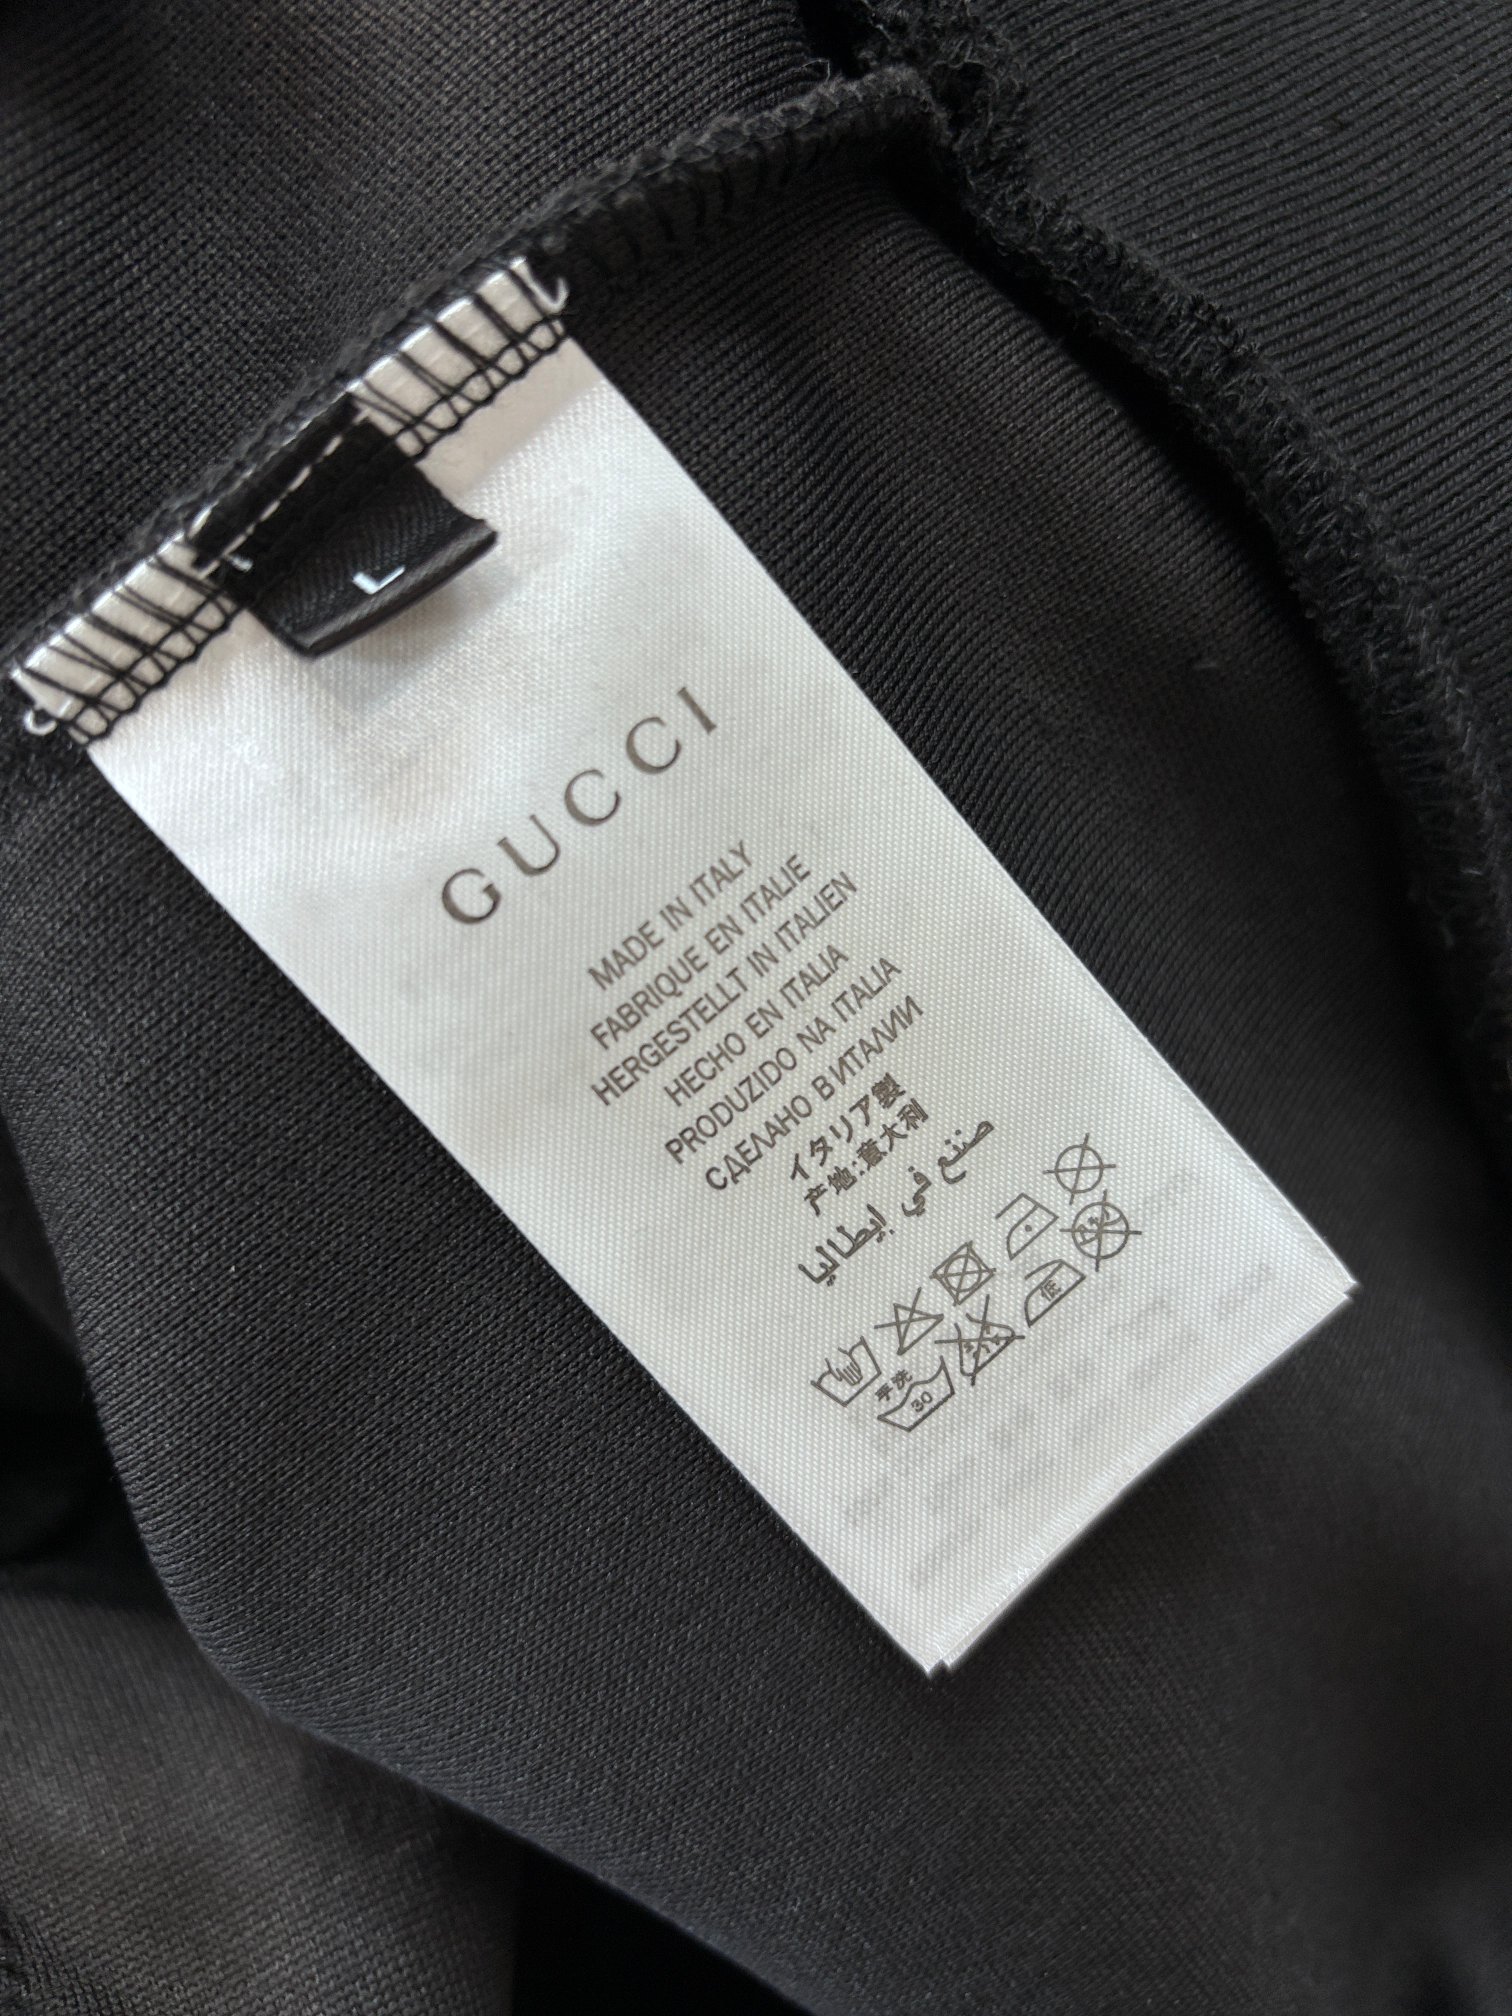 L
GUCCI
MADE IN ITALY
FABRIQUE EN ITALIE
HERGESTELLT IN ITALIEN
HECHO EN ITALIA
PRODUZIDO NA ITALIA
СДЕЛАНО В ИТАЛИИ
イタリア製
产地:意大利
صنع في إيطاليا
手洗
30
低